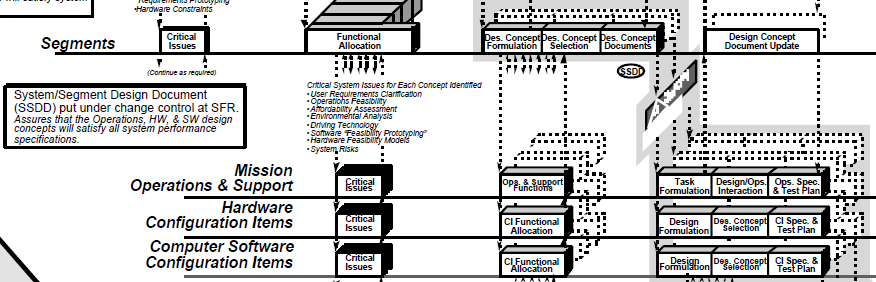 Requirements Prototyping
•Hardware Constraints
Segments
Critical
Issues
(Continue as required)
Functional
Allocation
Des. Concept
Formulation
Des. Concept
Selection
Des. Concept
Documents
Design Concept
Document Update
SSDD
System/Segment Design Document
(SSDD) put under change control at SFR.
Assures that the Operations, HW, & SW design
concepts will satisfy all system performance
specifications.
Critical System Issues for Each Concept Identified
• User Requirements Clarification
• Operations Feasibility
• Affordability Assessment
• Environmental Analysis
• Driving Technology
• Software "Feasibility Prototyping"
• Hardware Feasibility Models
• System Risks
Mission
Operations & Support
Critical
Issues
Ops. & Support
Functions
Task
Formulation
Design/Ops.
Interaction
Ops. Spec.
& Test Plan
Hardware
Configuration Items
Critical
Issues
CI Functional
Allocation
Design
Formulation
Des. Concept
Selection
CI Spec. &
Test Plan
Computer Software
Configuration Items
Critical
Issues
CI Functional
Allocation
Design
Formulation
Des. Concept
Selection
CI Spec. &
Test Plan